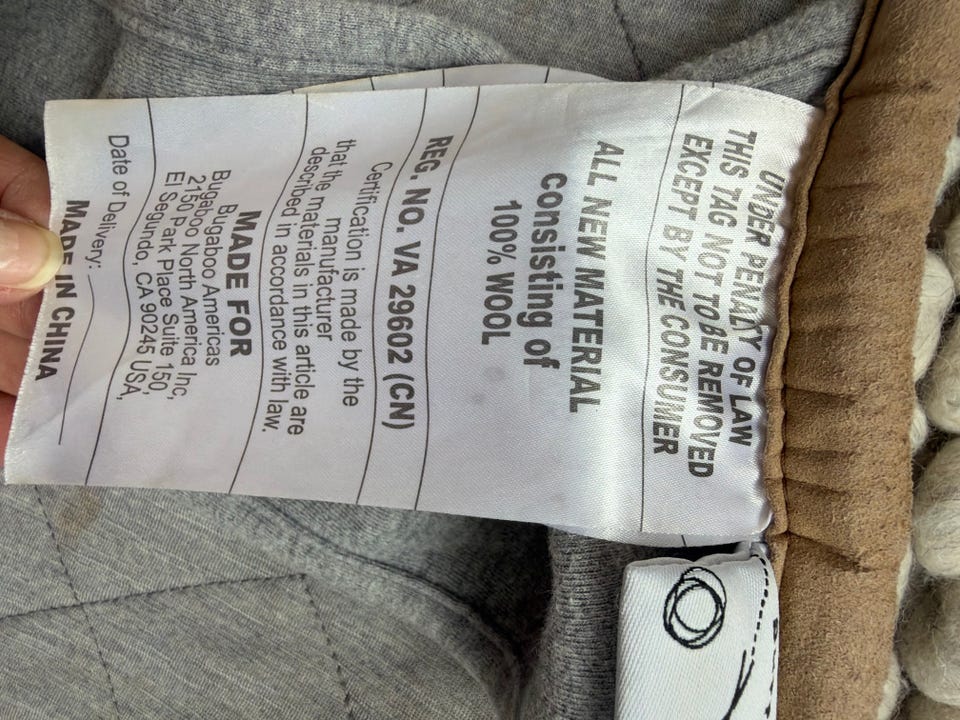 UNDER PENALTY OF LAW
THIS TAG NOT TO BE REMOVED
EXCEPT BY THE CONSUMER
ALL NEW MATERIAL
Consisting of
100% WOOL
REG. NO. VA 29602 (CN)
Certification is made by the
manufacturer
that the materials in this article are
described in accordance with law.
MADE FOR
Bugaboo Americas
Bugaboo North America Inc,
2150 Park Place Suite 150,
El Segundo, CA 90245 USA,
Date of Delivery:
MADE IN CHINA